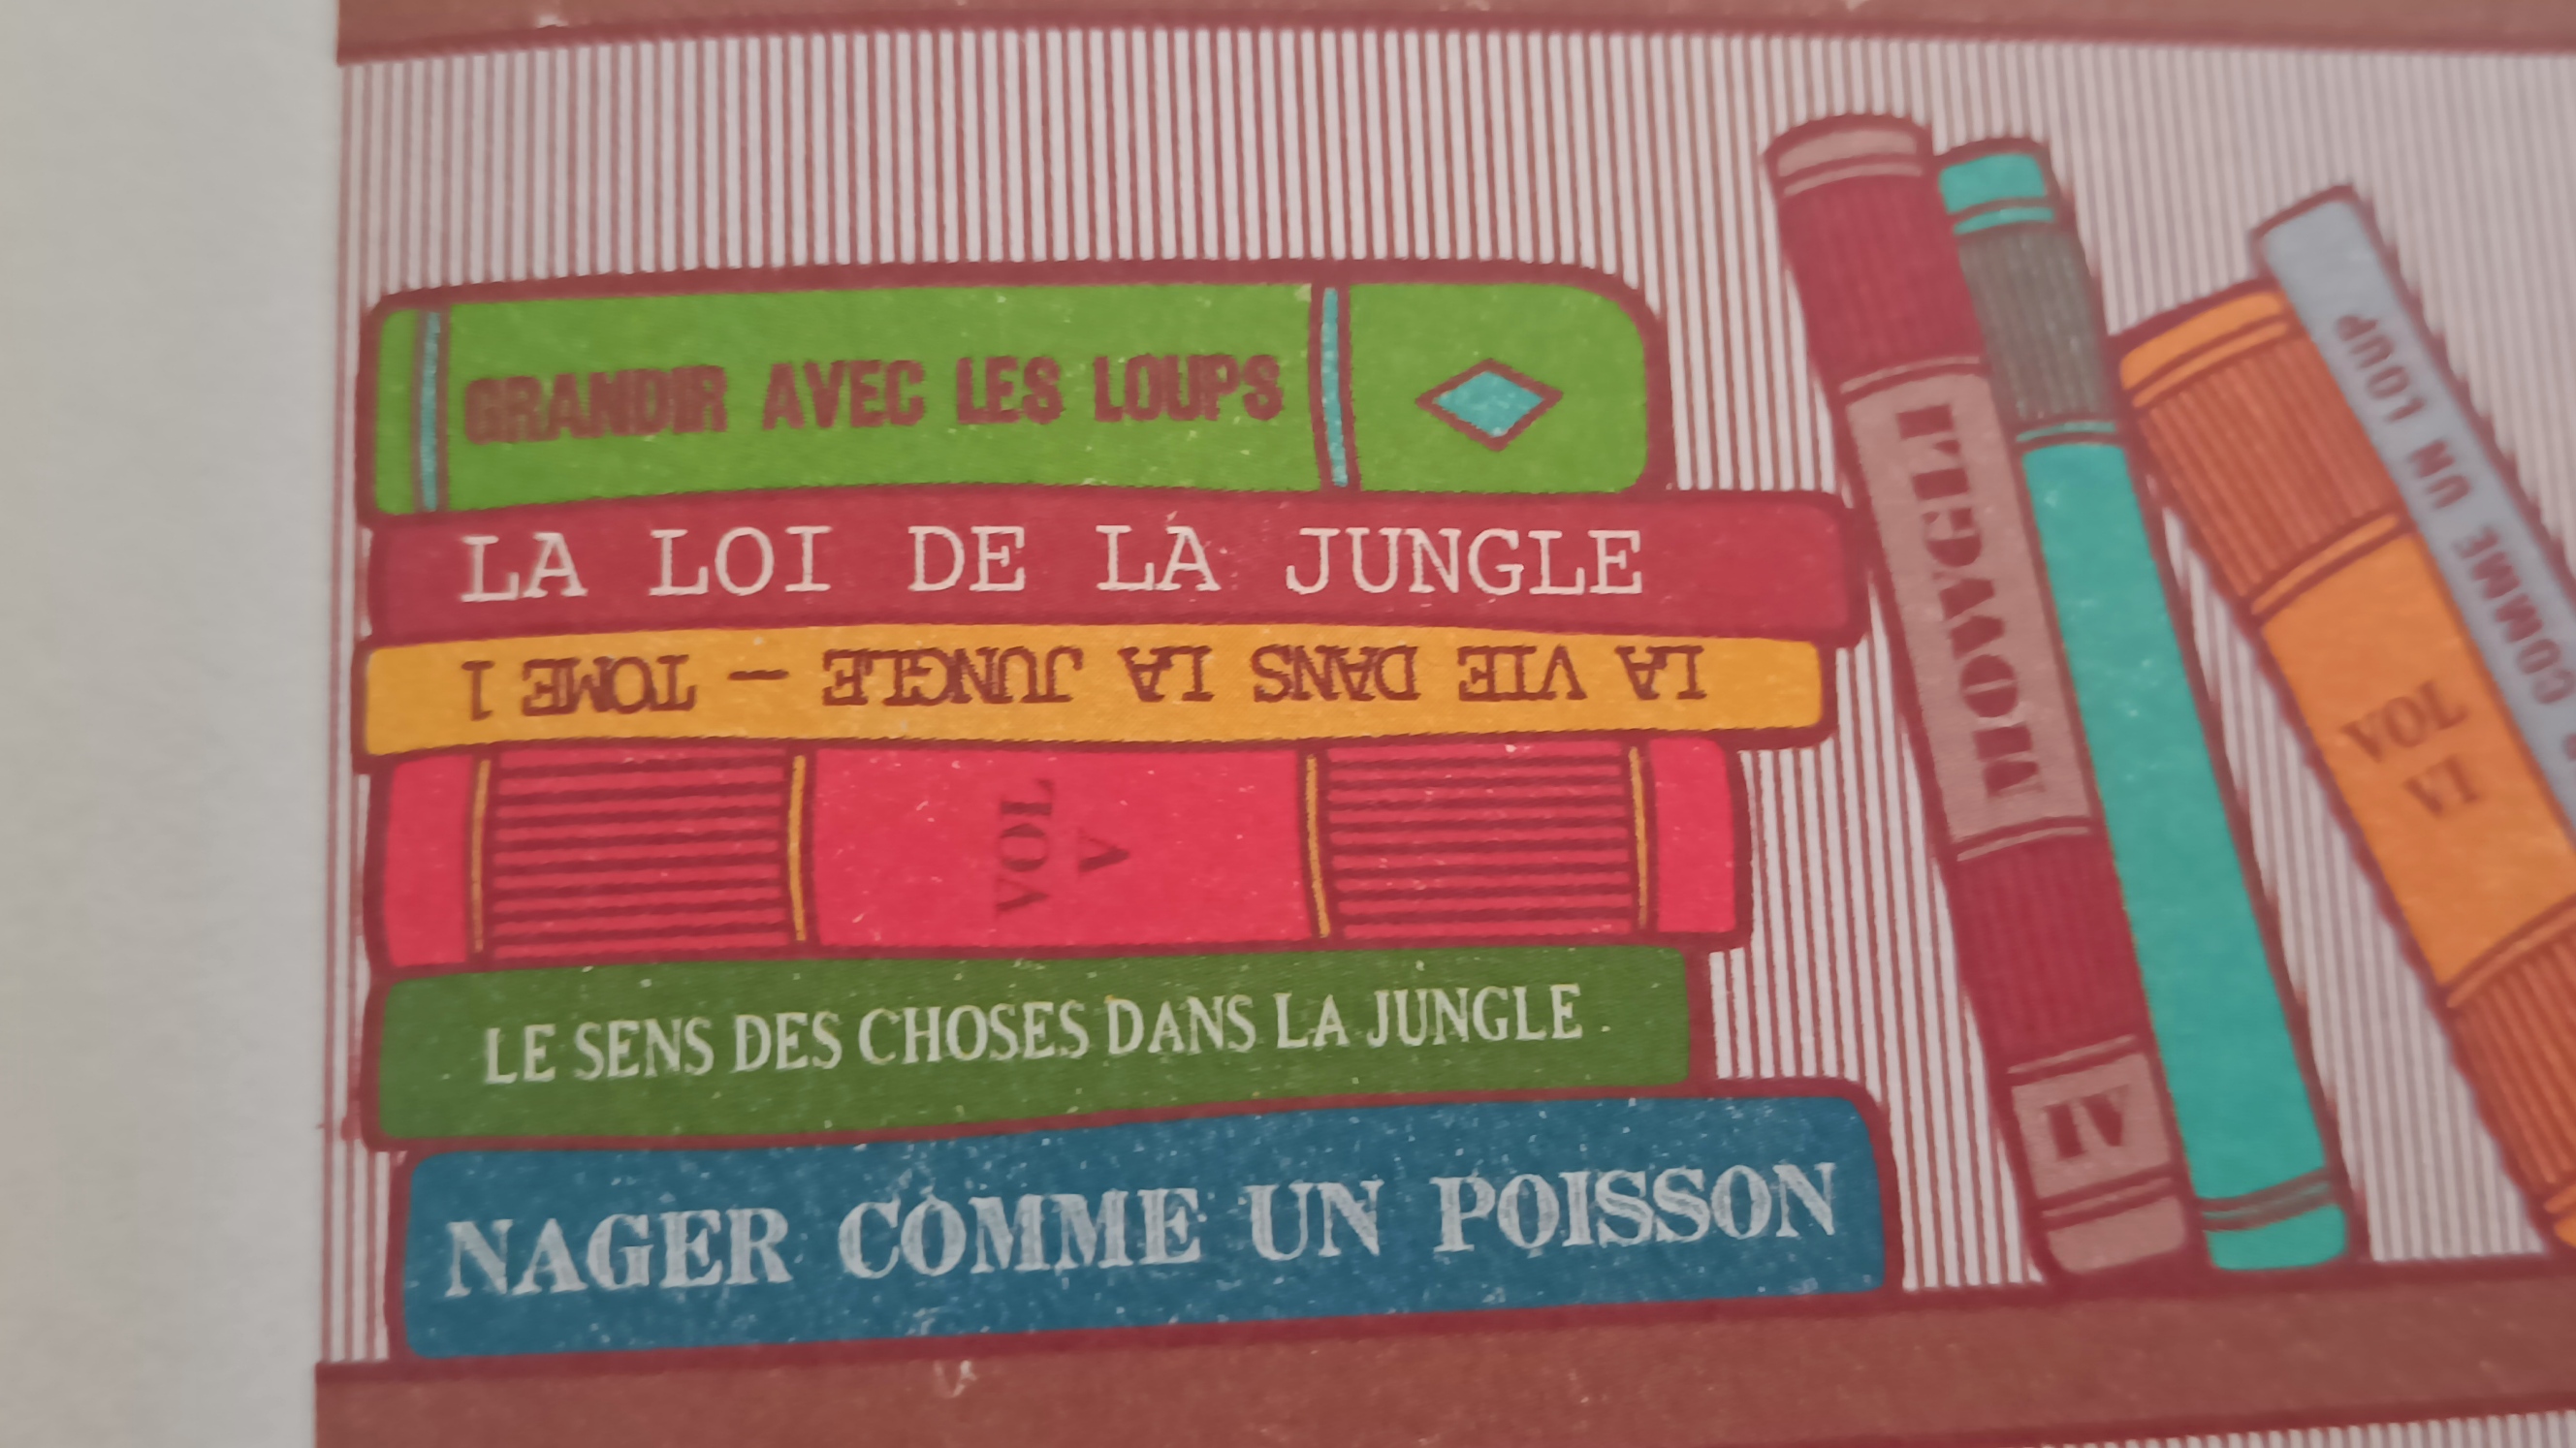 GRANDIR AVEC LES LOUPS
LA LOI DE LA JUNGLE
LA VIE DANS LA JUNGLE – TOME 1
VOL
V
LE SENS DES CHOSES DANS LA JUNGLE
NAGER COMME UN POISSON
MOWGLI
IV
VOL
VI
COMME UN LOUP